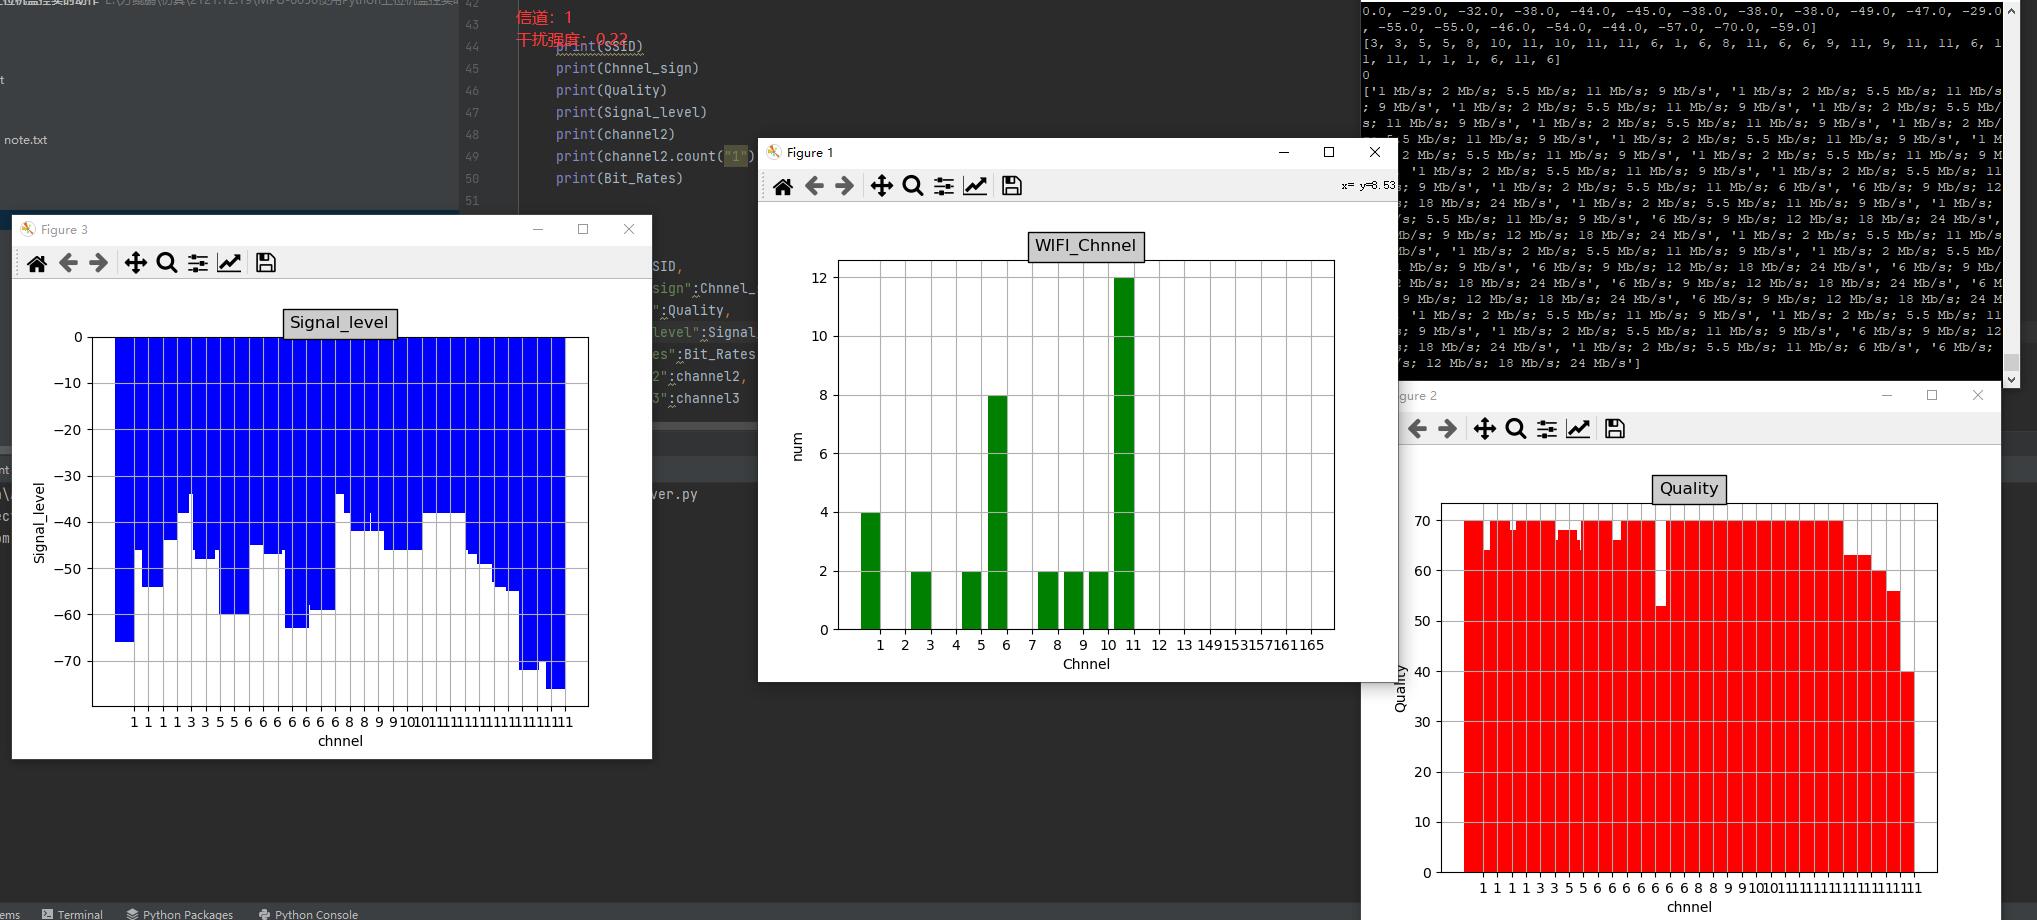 信道：1
干扰强度：0.22
42
43
44 print(SSID)
45 print(Chnnel_sign)
46 print(Quality)
47 print(Signal_level)
48 print(channel2)
49 print(channel2.count("1")
50 print(Bit_Rates)
51
t
note.txt
SID,
sign":Chnnel_
":Quality,
level":Signal
es":Bit_Rates
2":channel2,
3":channel3
nt
ver.py
0.0, -29.0, -32.0, -38.0, -44.0, -45.0, -38.0, -38.0, -38.0, -49.0, -47.0, -29.0
, -55.0, -55.0, -46.0, -54.0, -44.0, -57.0, -70.0, -59.0]
[3, 3, 5, 5, 8, 10, 11, 10, 11, 11, 6, 1, 6, 8, 11, 6, 6, 9, 11, 9, 11, 11, 6, 1
1, 11, 1, 1, 1, 6, 11, 6]
0
['1 Mb/s; 2 Mb/s; 5.5 Mb/s; 11 Mb/s; 9 Mb/s', '1 Mb/s; 2 Mb/s; 5.5 Mb/s; 11 Mb/s
; 9 Mb/s', '1 Mb/s; 2 Mb/s; 5.5 Mb/s; 11 Mb/s; 9 Mb/s', '1 Mb/s; 2 Mb/s; 5.5 Mb/
s; 11 Mb/s; 9 Mb/s', '1 Mb/s; 2 Mb/s; 5.5 Mb/s; 11 Mb/s; 9 Mb/s', '1 Mb/s; 2 Mb/
5.5 Mb/s; 11 Mb/s; 9 Mb/s', '1 Mb/s; 2 Mb/s; 5.5 Mb/s; 11 Mb/s; 9 Mb/s', '1 M
2 Mb/s; 5.5 Mb/s; 11 Mb/s; 9 Mb/s', '1 Mb/s; 2 Mb/s; 5.5 Mb/s; 11 Mb/s; 9 M
'1 Mb/s; 2 Mb/s; 5.5 Mb/s; 11 Mb/s; 9 Mb/s', '1 Mb/s; 2 Mb/s; 5.5 Mb/s; 11
; 9 Mb/s', '1 Mb/s; 2 Mb/s; 5.5 Mb/s; 11 Mb/s; 6 Mb/s', '6 Mb/s; 9 Mb/s; 12
; 18 Mb/s; 24 Mb/s', '1 Mb/s; 2 Mb/s; 5.5 Mb/s; 11 Mb/s; 9 Mb/s', '1 Mb/s;
; 5.5 Mb/s; 11 Mb/s; 9 Mb/s', '6 Mb/s; 9 Mb/s; 12 Mb/s; 18 Mb/s; 24 Mb/s',
b/s; 9 Mb/s; 12 Mb/s; 18 Mb/s; 24 Mb/s', '1 Mb/s; 2 Mb/s; 5.5 Mb/s; 11 Mb/s
, '1 Mb/s; 2 Mb/s; 5.5 Mb/s; 11 Mb/s; 9 Mb/s', '1 Mb/s; 2 Mb/s; 5.5 Mb/s; 11
; 9 Mb/s', '6 Mb/s; 9 Mb/s; 12 Mb/s; 18 Mb/s; 24 Mb/s', '6 Mb/s; 9 Mb/s
Mb/s; 18 Mb/s; 24 Mb/s', '6 Mb/s; 9 Mb/s; 12 Mb/s; 18 Mb/s; 24 Mb/s', '6 M
9 Mb/s; 12 Mb/s; 18 Mb/s; 24 Mb/s', '6 Mb/s; 9 Mb/s; 12 Mb/s; 18 Mb/s; 24 M
'1 Mb/s; 2 Mb/s; 5.5 Mb/s; 11 Mb/s; 9 Mb/s', '1 Mb/s; 2 Mb/s; 5.5 Mb/s; 11
; 9 Mb/s', '1 Mb/s; 2 Mb/s; 5.5 Mb/s; 11 Mb/s; 9 Mb/s', '6 Mb/s; 9 Mb/s; 12
; 18 Mb/s; 24 Mb/s', '1 Mb/s; 2 Mb/s; 5.5 Mb/s; 11 Mb/s; 6 Mb/s', '6 Mb/s;
/s; 12 Mb/s; 18 Mb/s; 24 Mb/s']
Figure 3
Signal_level
0
−10
−20
−30
−40
−50
−60
−70
Signal_level
1 1 1 1 3 3 5 5 6 6 6 6 6 6 6 6 8 8 9 9 10 10 11 11 11 11 11 11 11 11 11 11
chnnel
Figure 1
x= y=8.53
WIFI_Chnnel
12
10
8
6
4
2
0
num
1 2 3 4 5 6 7 8 9 10 11 12 13 149 153 157 161 165
Chnnel
gure 2
Quality
70
60
50
40
30
20
10
0
Quality
1 1 1 1 3 3 5 5 6 6 6 6 6 6 6 6 8 8 9 9 10 10 11 11 11 11 11 11 11 11 11 11
chnnel
ems Terminal Python Packages Python Console